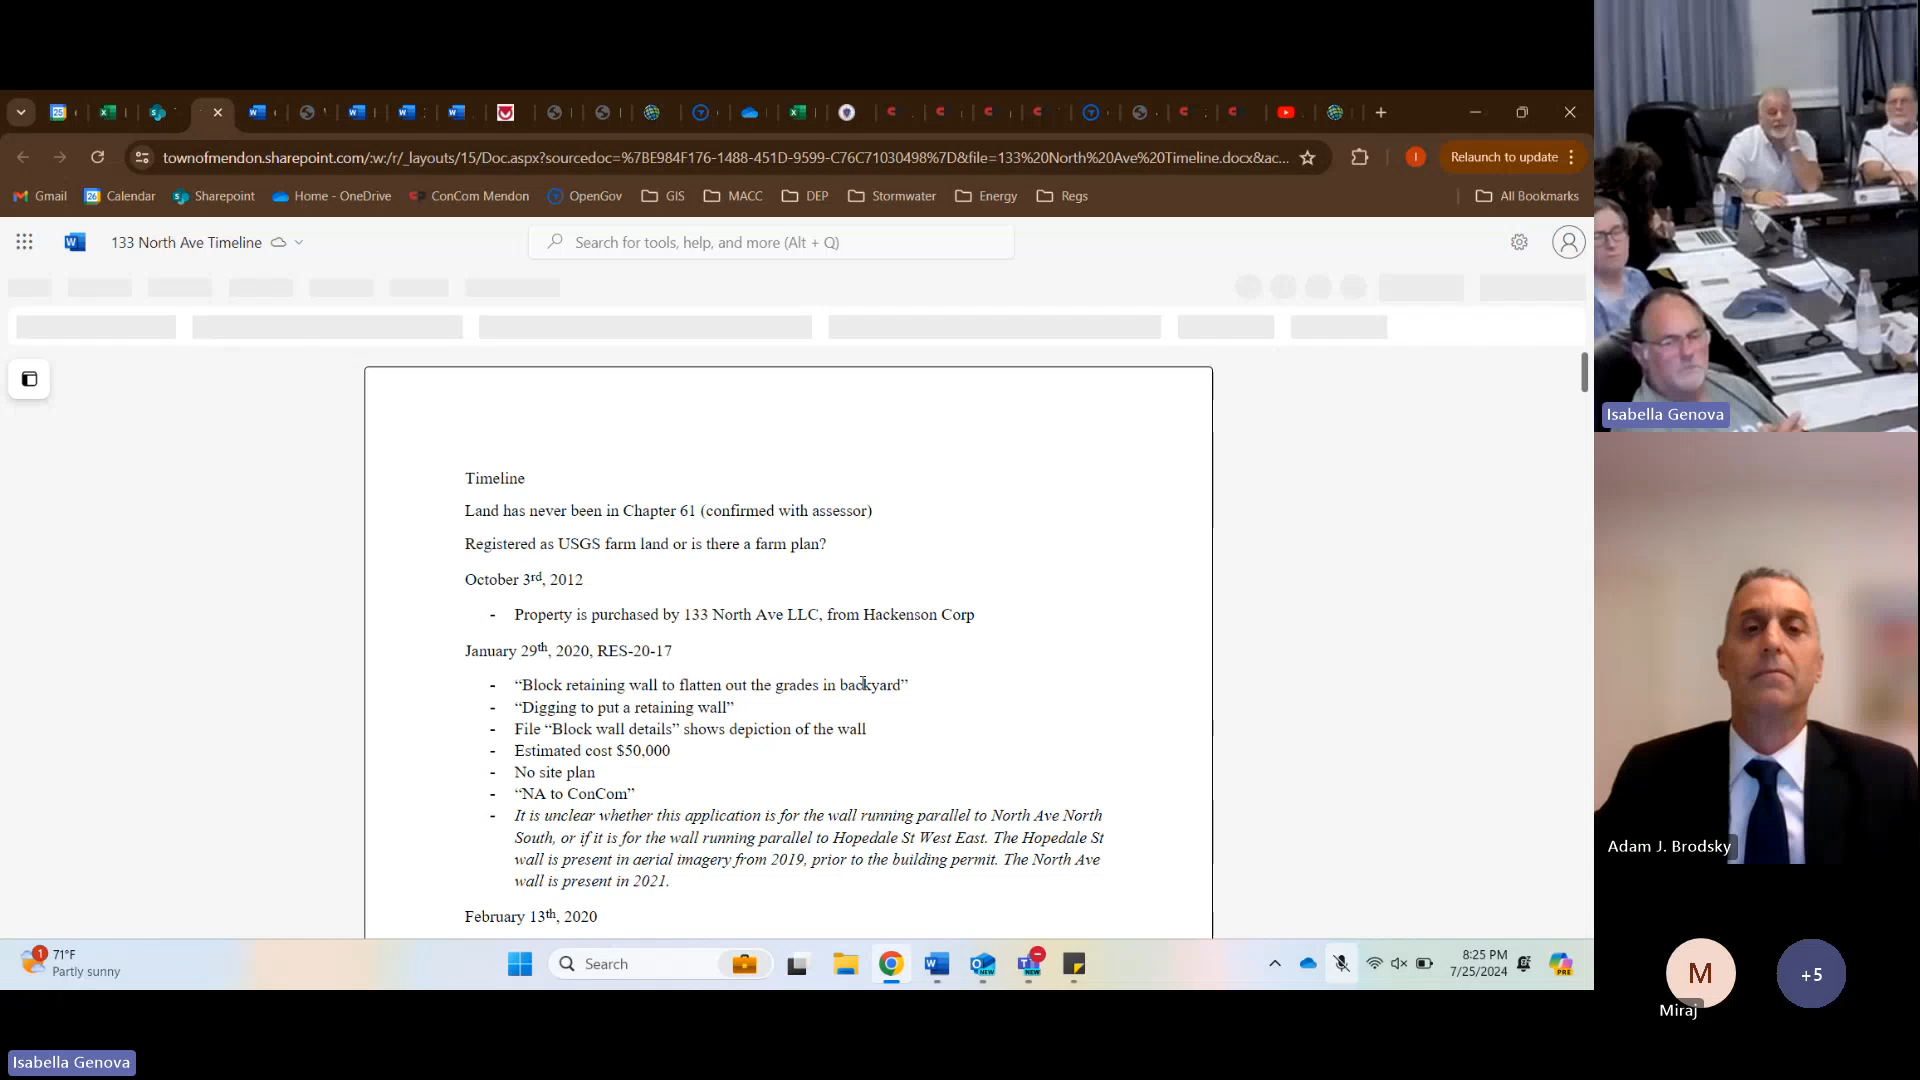 townofmendon.sharepoint.com/:w:/r/_layouts/15/Doc.aspx?sourcedoc=%7BE984F176-1488-451D-9599-C76C71030498%7D&file=133%20North%20Ave%20Timeline.docx&ac...
Relaunch to update
Gmail Calendar Sharepoint Home - OneDrive ConCom Mendon OpenGov GIS MACC DEP Stormwater Energy Regs All Bookmarks
133 North Ave Timeline
Search for tools, help, and more (Alt + Q)
Timeline
Land has never been in Chapter 61 (confirmed with assessor)
Registered as USGS farm land or is there a farm plan?
October 3rd, 2012
- Property is purchased by 133 North Ave LLC, from Hackenson Corp
January 29th, 2020, RES-20-17
- “Block retaining wall to flatten out the grades in backyard”
- “Digging to put a retaining wall”
- File “Block wall details” shows depiction of the wall
- Estimated cost $50,000
- No site plan
- “NA to ConCom”
- It is unclear whether this application is for the wall running parallel to North Ave North
South, or if it is for the wall running parallel to Hopedale St West East. The Hopedale St
wall is present in aerial imagery from 2019, prior to the building permit. The North Ave
wall is present in 2021.
February 13th, 2020
1
71°F
Partly sunny
Search
8:25 PM
7/25/2024
Isabella Genova
Adam J. Brodsky
M
Miraj
+5
Isabella Genova